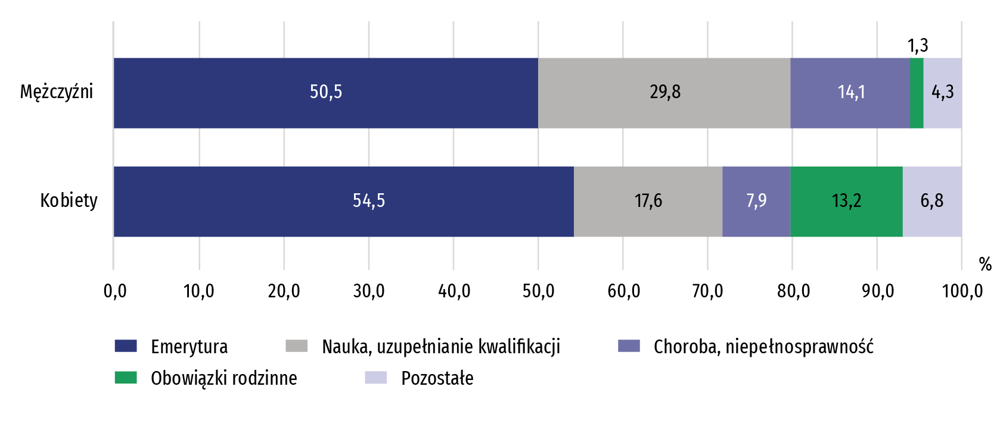 1,3
Mężczyźni 50,5 29,8 14,1 4,3
Kobiety 54,5 17,6 7,9 13,2 6,8
%
0,0 10,0 20,0 30,0 40,0 50,0 60,0 70,0 80,0 90,0 100,0
Emerytura Nauka, uzupełnianie kwalifikacji Choroba, niepełnosprawność
Obowiązki rodzinne Pozostałe